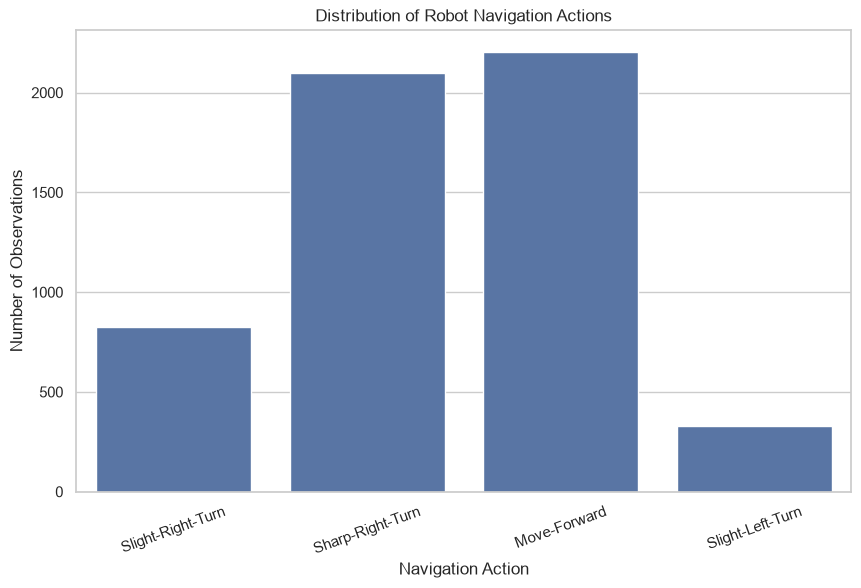 Distribution of Robot Navigation Actions
Number of Observations
2000
1500
1000
500
0
Slight-Right-Turn
Sharp-Right-Turn
Move-Forward
Slight-Left-Turn
Navigation Action